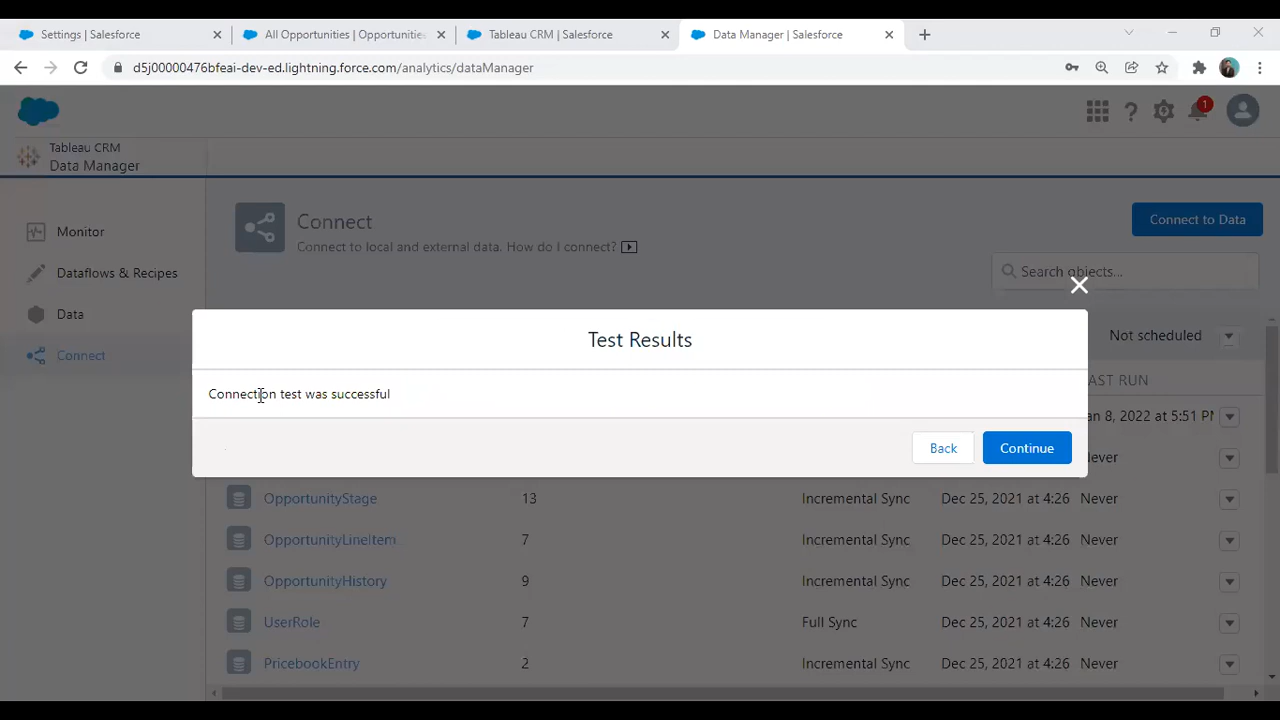 Settings | Salesforce
All Opportunities | Opportunities
Tableau CRM | Salesforce
Data Manager | Salesforce
d5j00000476bfeai-dev-ed.lightning.force.com/analytics/dataManager
1
Tableau CRM
Data Manager
Monitor
Dataflows & Recipes
Data
Connect
Connect
Connect to local and external data. How do I connect?
Connect to Data
Search objects...
Not scheduled
AST RUN
an 8, 2022 at 5:51 PM
ever
Test Results
Connection test was successful
Back
Continue
OpportunityStage 13 Incremental Sync Dec 25, 2021 at 4:26 Never
OpportunityLineItem 7 Incremental Sync Dec 25, 2021 at 4:26 Never
OpportunityHistory 9 Incremental Sync Dec 25, 2021 at 4:26 Never
UserRole 7 Full Sync Dec 25, 2021 at 4:26 Never
PricebookEntry 2 Incremental Sync Dec 25, 2021 at 4:26 Never